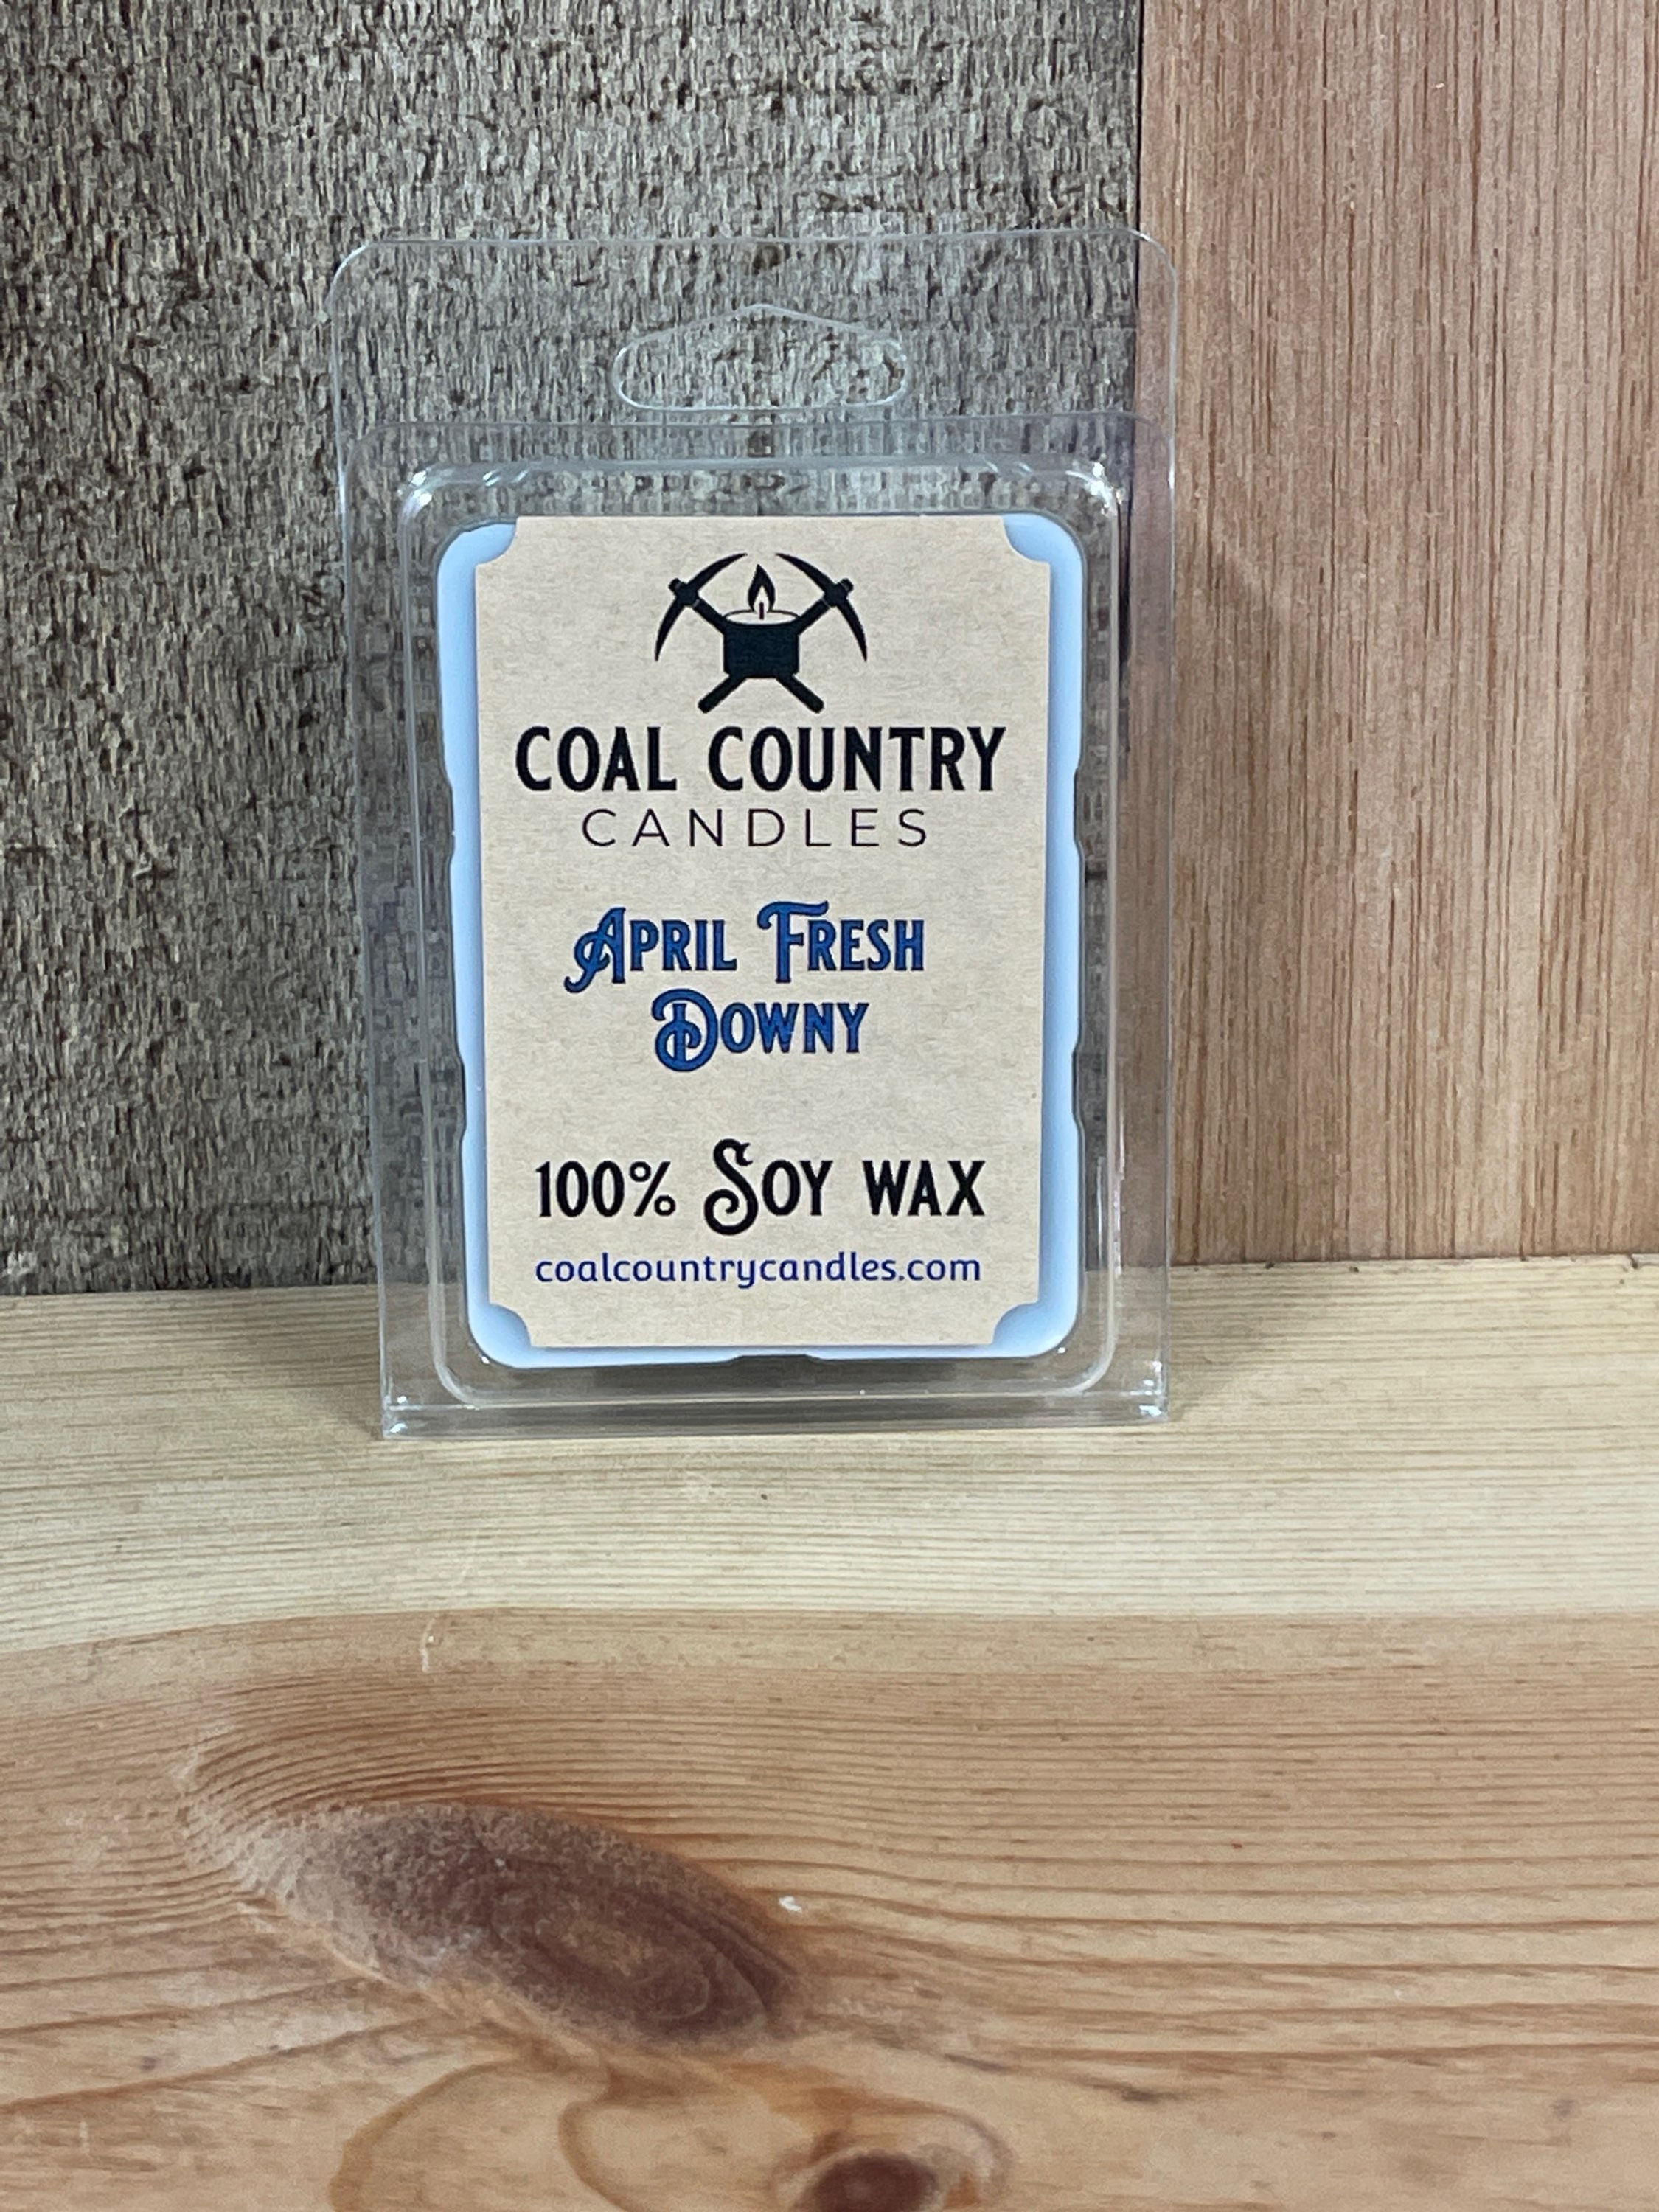 COAL COUNTRY
CANDLES
APRIL FRESH
DOWNY
100% SOY WAX
coalcountrycandles.com